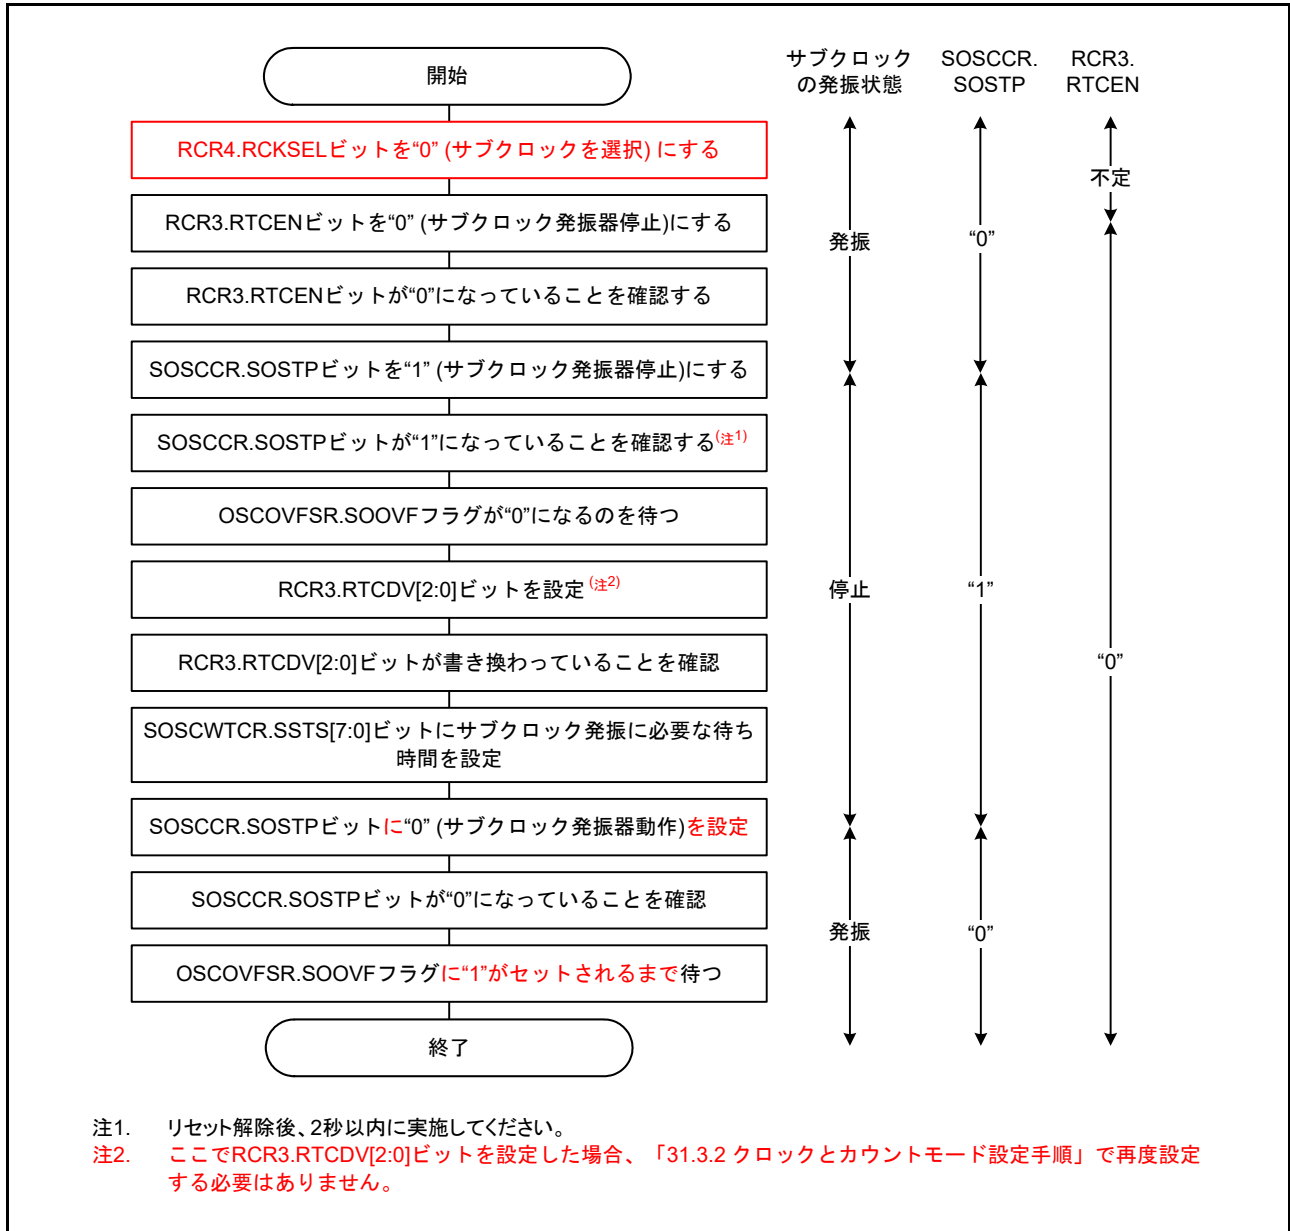 開始
サブクロック
の発振状態
SOSCCR.
SOSTP
RCR3.
RTCEN
RCR4.RCKSELビットを“0” (サブクロックを選択) にする
不定
RCR3.RTCENビットを“0” (サブクロック発振器停止)にする
発振
“0”
RCR3.RTCENビットが“0”になっていることを確認する
SOSCCR.SOSTPビットを“1” (サブクロック発振器停止)にする
SOSCCR.SOSTPビットが“1”になっていることを確認する(注1)
OSCOVFSR.SOOVFフラグが“0”になるのを待つ
RCR3.RTCDV[2:0]ビットを設定 (注2)
停止
“1”
RCR3.RTCDV[2:0]ビットが書き換わっていることを確認
“0”
SOSCWTCR.SSTS[7:0]ビットにサブクロック発振に必要な待ち
時間を設定
SOSCCR.SOSTPビットに“0” (サブクロック発振器動作)を設定
SOSCCR.SOSTPビットが“0”になっていることを確認
発振
“0”
OSCOVFSR.SOOVFフラグに“1”がセットされるまで待つ
終了
注1. リセット解除後、2秒以内に実施してください。
注2. ここでRCR3.RTCDV[2:0]ビットを設定した場合、「31.3.2 クロックとカウントモード設定手順」で再度設定
する必要はありません。